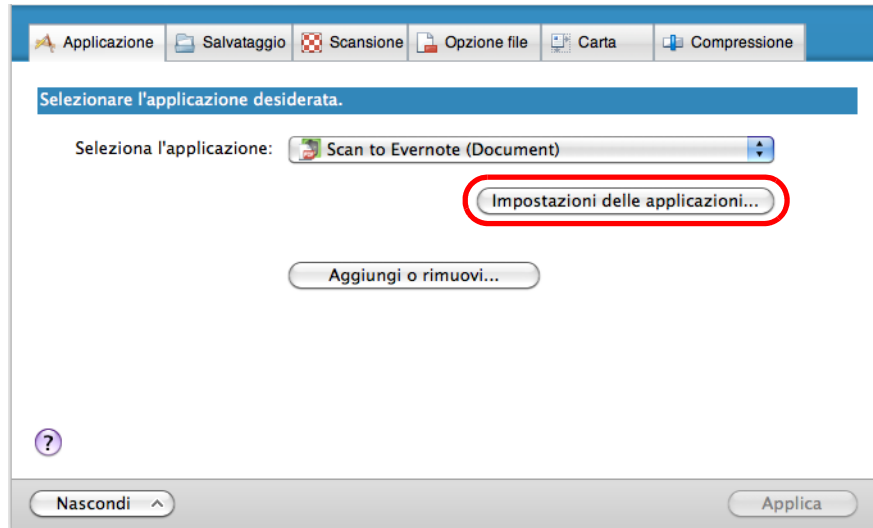 Applicazione Salvataggio Scansione Opzione file Carta Compressione
Selezionare l'applicazione desiderata.
Seleziona l'applicazione: Scan to Evernote (Document)
Impostazioni delle applicazioni...
Aggiungi o rimuovi...
?
Nascondi Applica